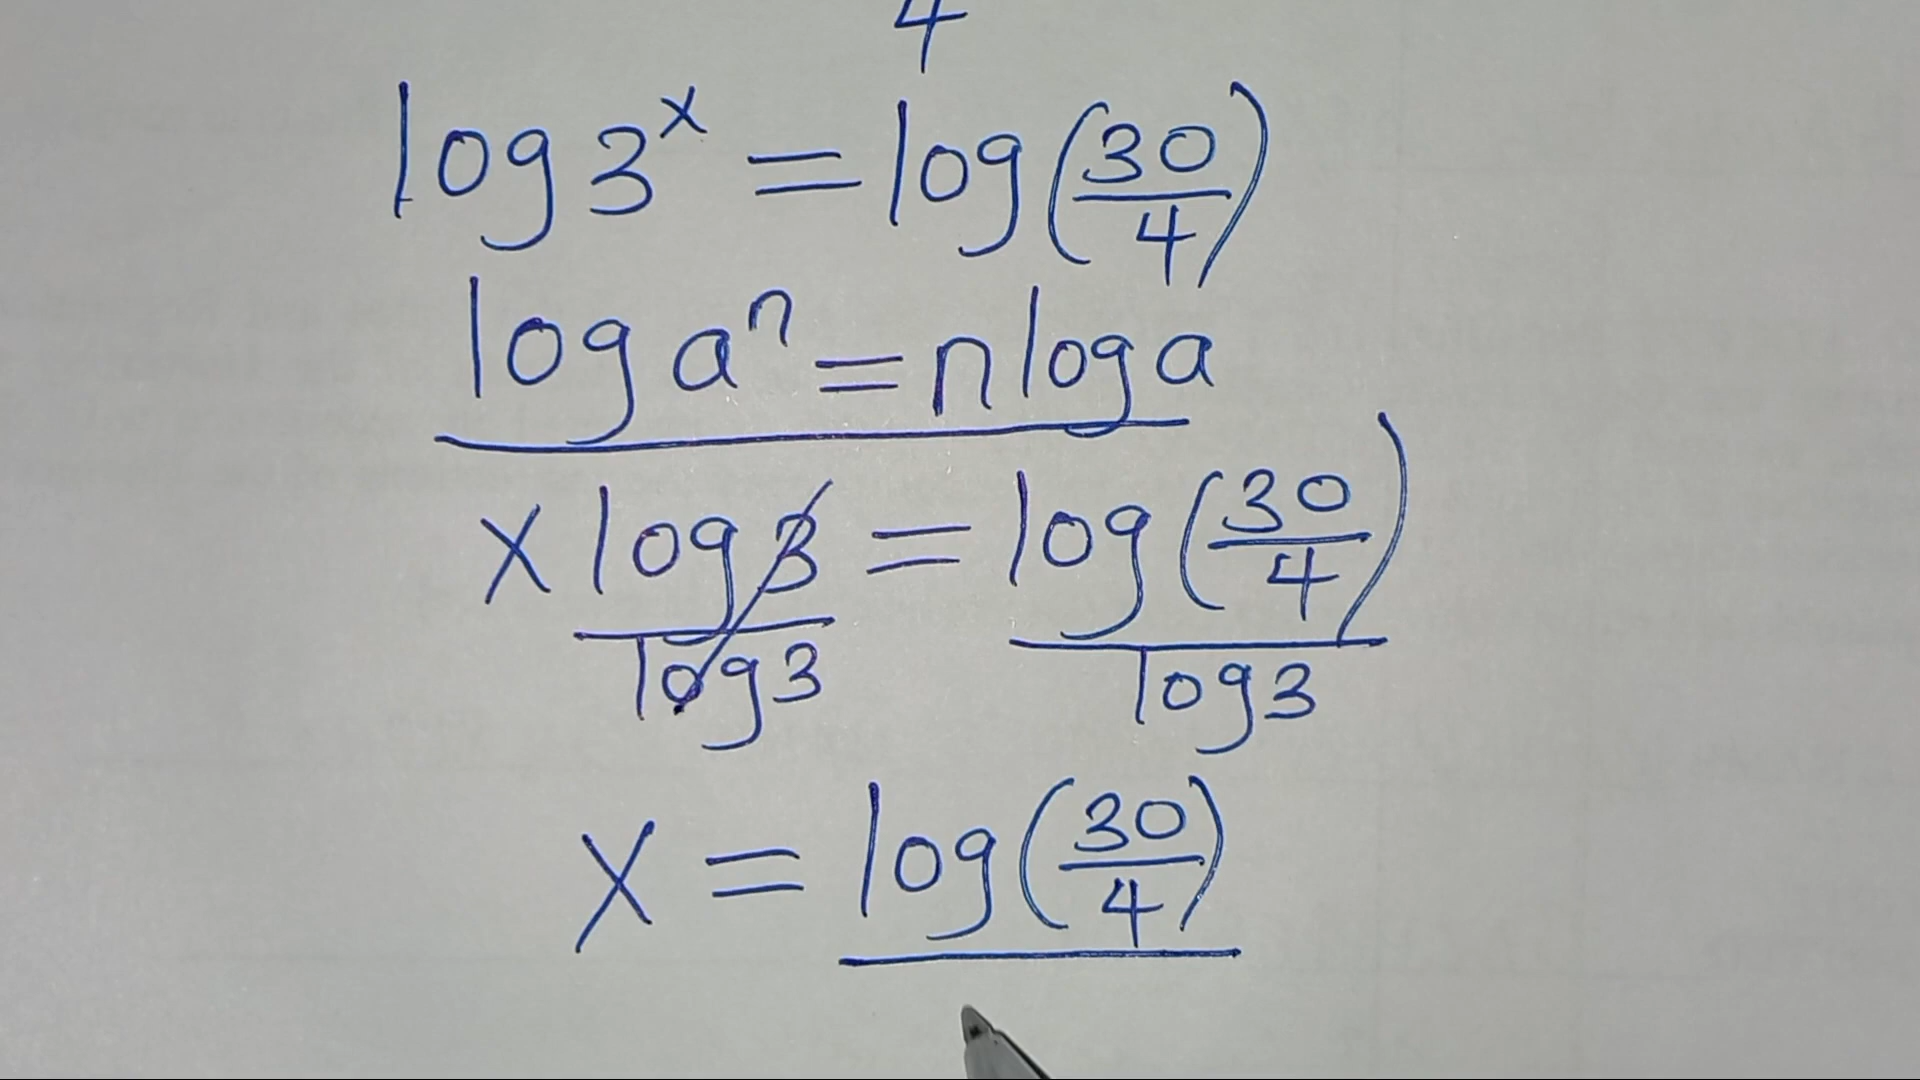 4
log 3^x = log(30/4)
log a^n = n log a
x log 3 / log 3 = log(30/4) / log 3
x = log(30/4)